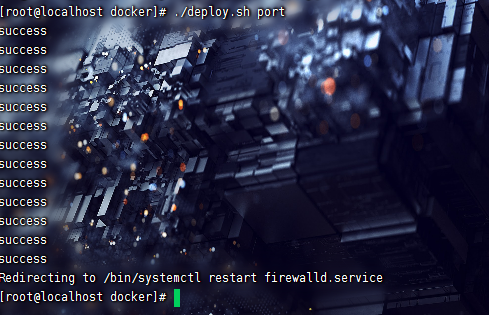 [root@localhost docker]# ./deploy.sh port
success
success
success
success
success
success
success
success
success
success
success
success
success
Redirecting to /bin/systemctl restart firewalld.service
[root@localhost docker]#